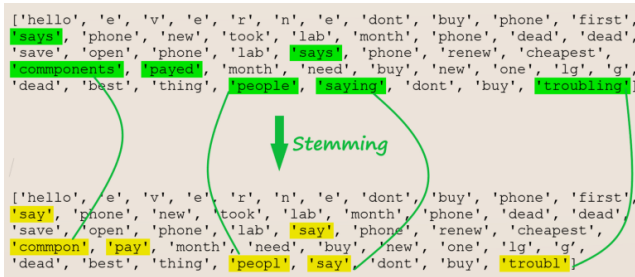 ['hello', 'e', 'v', 'e', 'r', 'n', 'e', 'dont', 'buy', 'phone', 'first',
'says', 'phone', 'new', 'took', 'lab', 'month', 'phone', 'dead', 'dead',
'save', 'open', 'phone', 'lab', 'says', 'phone', 'renew', 'cheapest',
'commponents', 'payed', 'month', 'need', 'buy', 'new', 'one', 'lg', 'g',
'dead', 'best', 'thing', 'people', 'saying', 'dont', 'buy', 'troubling']
Stemming
['hello', 'e', 'v', 'e', 'r', 'n', 'e', 'dont', 'buy', 'phone', 'first',
'say', 'phone', 'new', 'took', 'lab', 'month', 'phone', 'dead', 'dead',
'save', 'open', 'phone', 'lab', 'say', 'phone', 'renew', 'cheapest',
'commpon', 'pay', 'month', 'need', 'buy', 'new', 'one', 'lg', 'g',
'dead', 'best', 'thing', 'peopl', 'say', 'dont', 'buy', 'troubl']